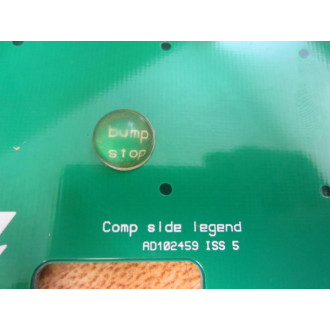 bump
stop
Comp side legend
AD102459 ISS 5